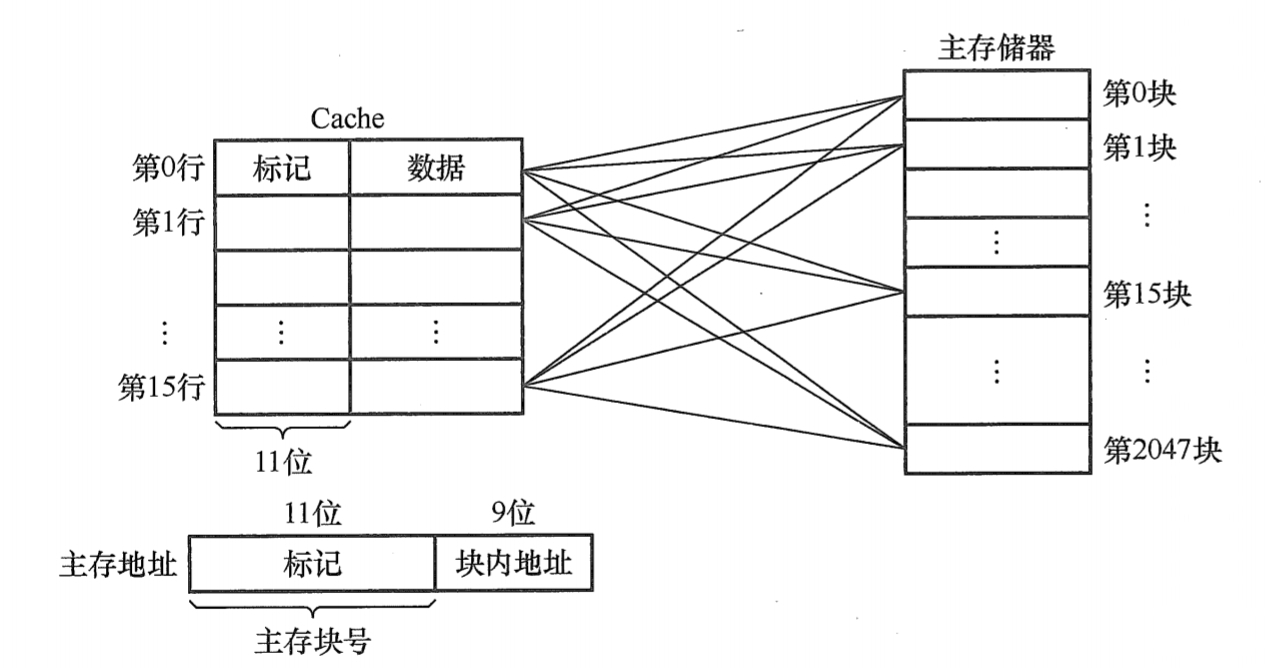 主存储器
第0块
Cache
第0行 标记 数据
第1块
第1行
⋮
⋮
第15块
⋮ ⋮ ⋮
⋮ ⋮
第15行
第2047块
11位
11位 9位
主存地址 标记 块内地址
主存块号